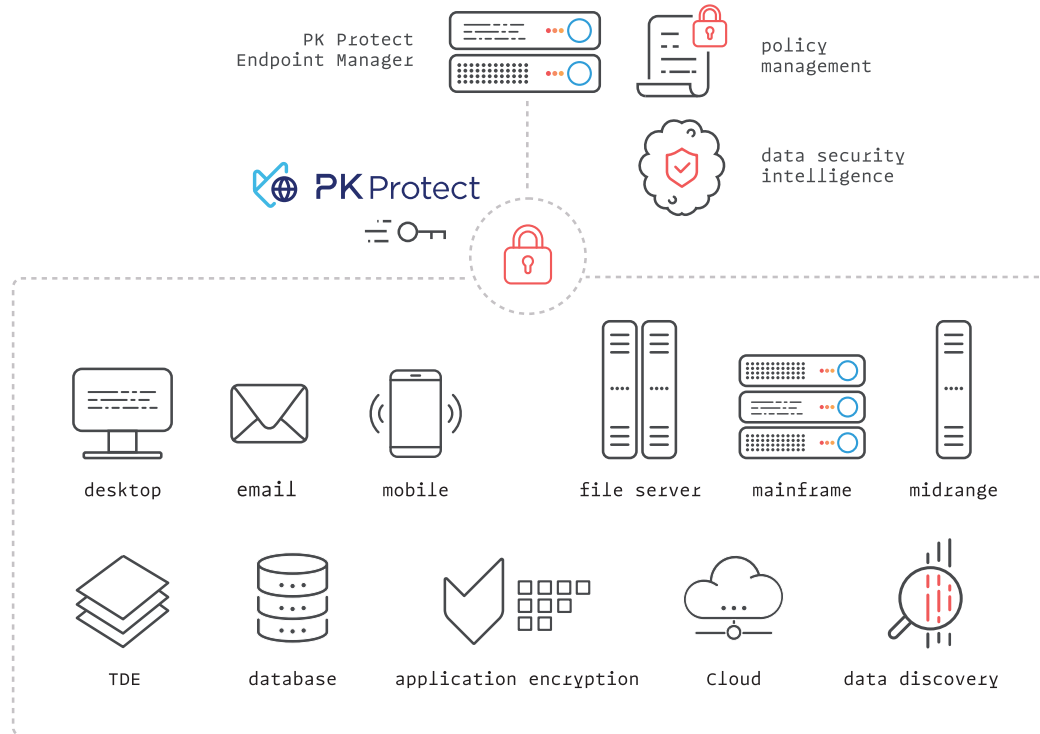 PK Protect
Endpoint Manager
policy
management
data security
intelligence
PK Protect
desktop
email
mobile
file server
mainframe
midrange
TDE
database
application encryption
Cloud
data discovery